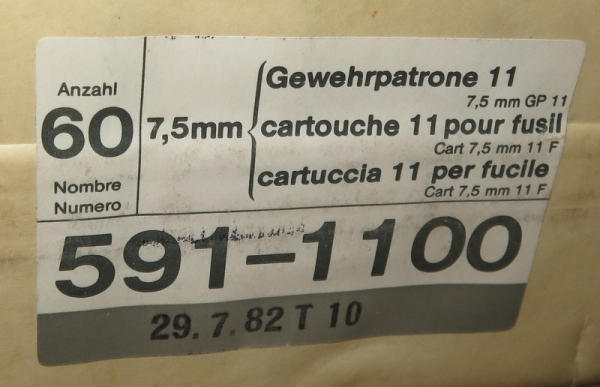 Anzahl
60
Nombre
Numero
7,5mm
Gewehrpatrone 11
7,5 mm GP 11
cartouche 11 pour fusil
Cart 7,5 mm 11 F
cartuccia 11 per fucile
Cart 7,5 mm 11 F
591-1100
29. 7. 82 T 10